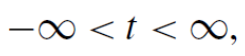 −∞ < t < ∞,